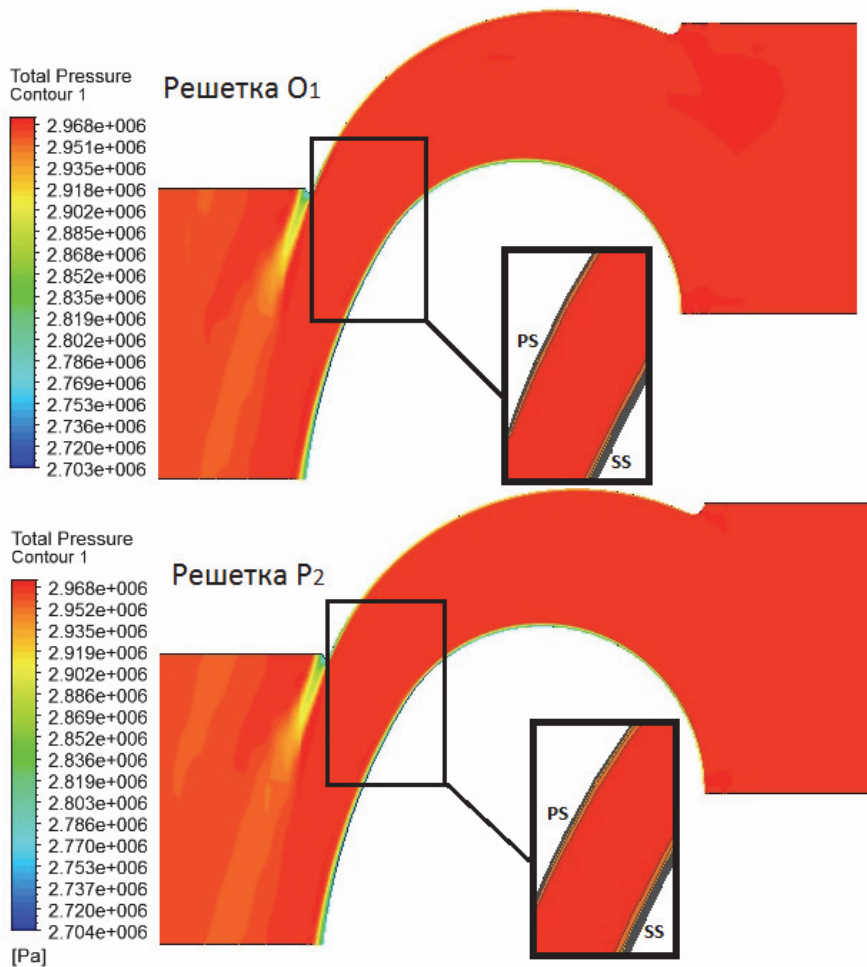 Total Pressure
Contour 1
Решетка О1
2.968e+006
2.951e+006
2.935e+006
2.918e+006
2.902e+006
2.885e+006
2.868e+006
2.852e+006
2.835e+006
2.819e+006
2.802e+006
2.786e+006
2.769e+006
2.753e+006
2.736e+006
2.720e+006
2.703e+006
PS
SS
Total Pressure
Contour 1
Решетка Р2
2.968e+006
2.952e+006
2.935e+006
2.919e+006
2.902e+006
2.886e+006
2.869e+006
2.852e+006
2.836e+006
2.819e+006
2.803e+006
2.786e+006
2.770e+006
2.753e+006
2.737e+006
2.720e+006
2.704e+006
[Pa]
PS
SS